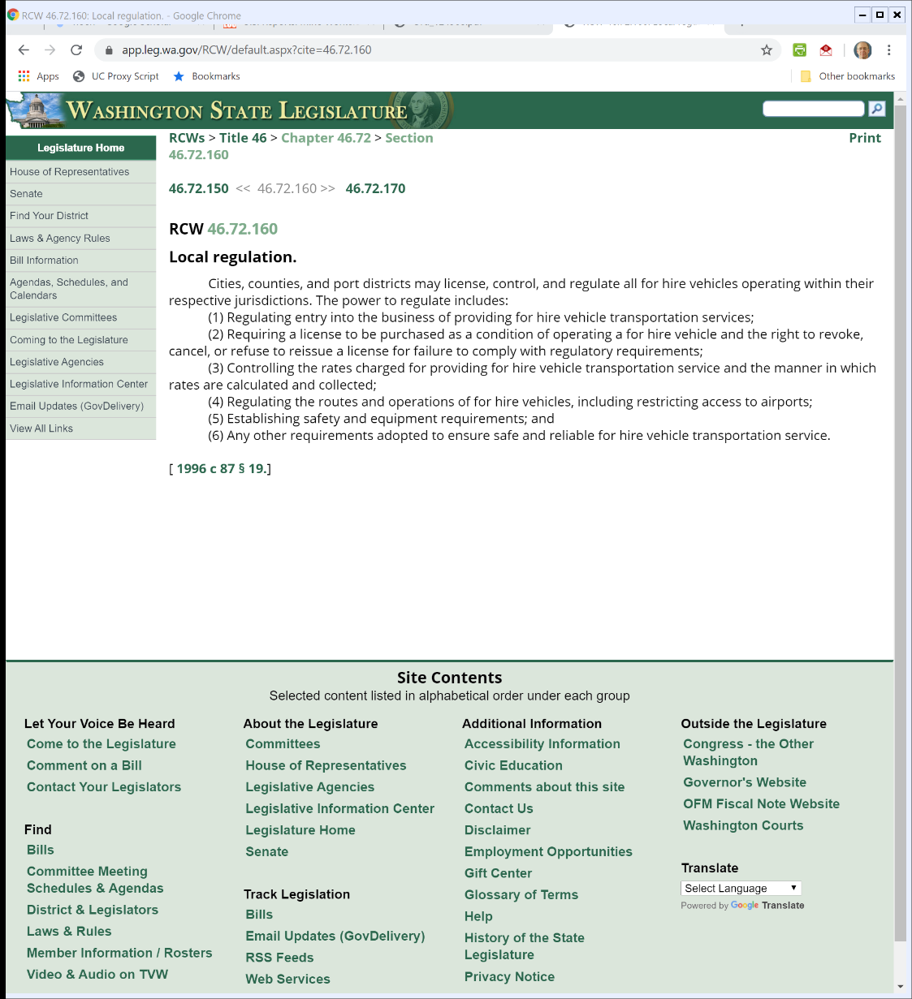 RCW 46.72.160: Local regulation. - Google Chrome
app.leg.wa.gov/RCW/default.aspx?cite=46.72.160
Apps UC Proxy Script Bookmarks Other bookmarks
WASHINGTON STATE LEGISLATURE
Legislature Home
House of Representatives
Senate
Find Your District
Laws & Agency Rules
Bill Information
Agendas, Schedules, and
Calendars
Legislative Committees
Coming to the Legislature
Legislative Agencies
Legislative Information Center
Email Updates (GovDelivery)
View All Links
RCWs > Title 46 > Chapter 46.72 > Section
46.72.160
Print
46.72.150 << 46.72.160 >> 46.72.170
RCW 46.72.160
Local regulation.
Cities, counties, and port districts may license, control, and regulate all for hire vehicles operating within their
respective jurisdictions. The power to regulate includes:
(1) Regulating entry into the business of providing for hire vehicle transportation services;
(2) Requiring a license to be purchased as a condition of operating a for hire vehicle and the right to revoke,
cancel, or refuse to reissue a license for failure to comply with regulatory requirements;
(3) Controlling the rates charged for providing for hire vehicle transportation service and the manner in which
rates are calculated and collected;
(4) Regulating the routes and operations of for hire vehicles, including restricting access to airports;
(5) Establishing safety and equipment requirements; and
(6) Any other requirements adopted to ensure safe and reliable for hire vehicle transportation service.
[ 1996 c 87 § 19.]
Site Contents
Selected content listed in alphabetical order under each group
Let Your Voice Be Heard
Come to the Legislature
Comment on a Bill
Contact Your Legislators
Find
Bills
Committee Meeting
Schedules & Agendas
District & Legislators
Laws & Rules
Member Information / Rosters
Video & Audio on TVW
About the Legislature
Committees
House of Representatives
Legislative Agencies
Legislative Information Center
Legislature Home
Senate
Track Legislation
Bills
Email Updates (GovDelivery)
RSS Feeds
Web Services
Additional Information
Accessibility Information
Civic Education
Comments about this site
Contact Us
Disclaimer
Employment Opportunities
Gift Center
Glossary of Terms
Help
History of the State
Legislature
Privacy Notice
Outside the Legislature
Congress - the Other
Washington
Governor's Website
OFM Fiscal Note Website
Washington Courts
Translate
Select Language
Powered by Google Translate